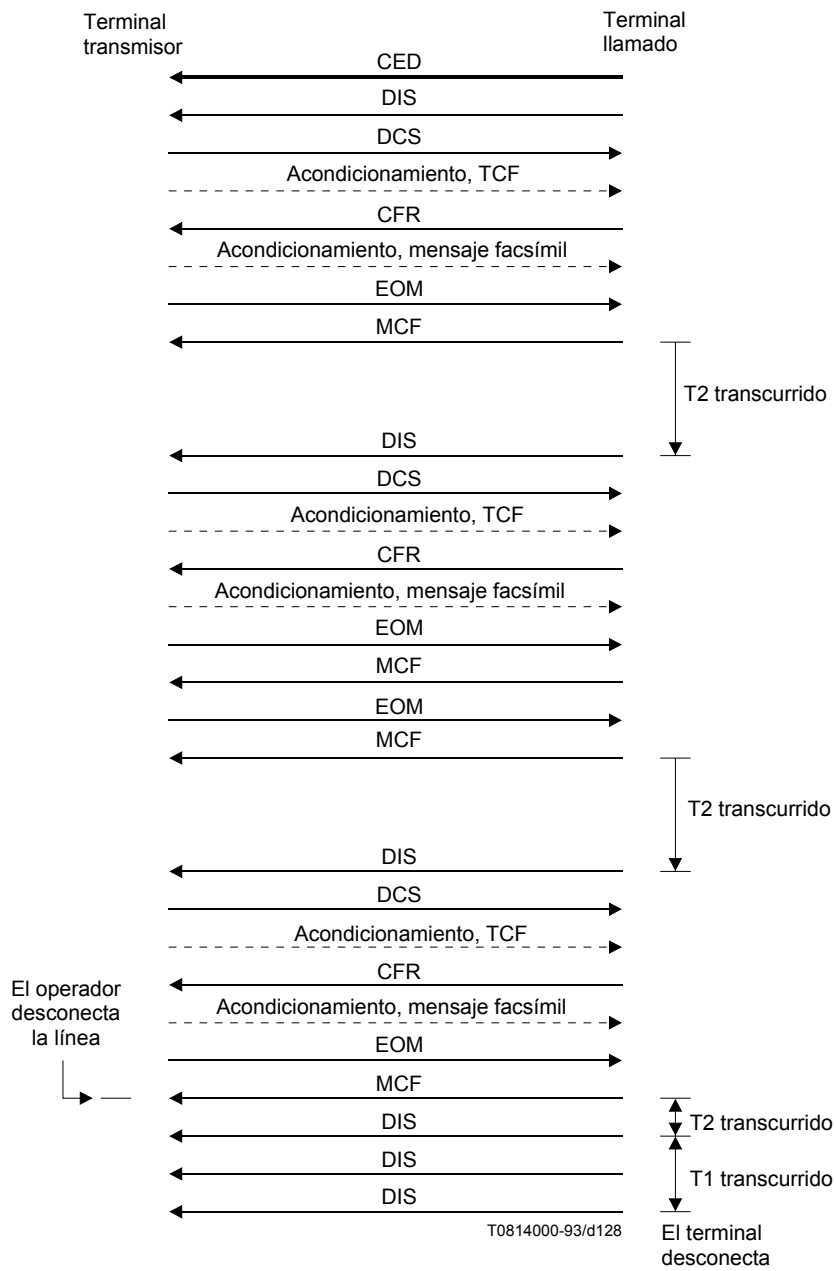 Terminal
transmisor
Terminal
llamado
CED
DIS
DCS
Acondicionamiento, TCF
CFR
Acondicionamiento, mensaje facsímil
EOM
MCF
T2 transcurrido
DIS
DCS
Acondicionamiento, TCF
CFR
Acondicionamiento, mensaje facsímil
EOM
MCF
EOM
MCF
T2 transcurrido
DIS
DCS
Acondicionamiento, TCF
CFR
El operador
desconecta
la línea
Acondicionamiento, mensaje facsímil
EOM
MCF
T2 transcurrido
DIS
DIS
T1 transcurrido
DIS
T0814000-93/d128
El terminal
desconecta